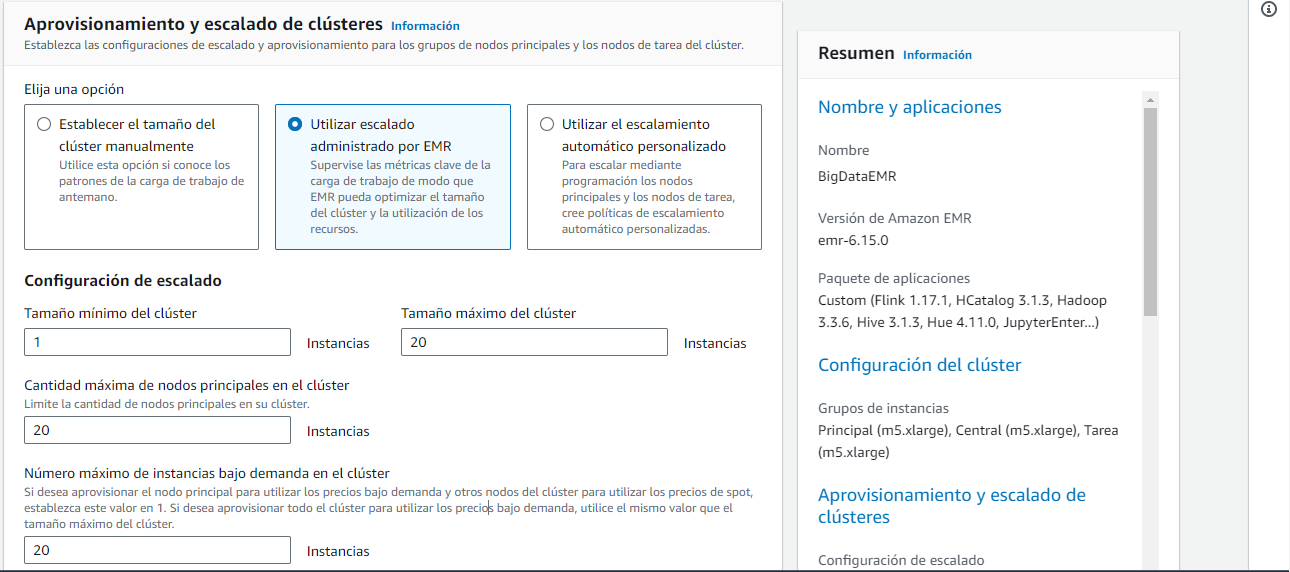 Aprovisionamiento y escalado de clústeres Información
Establezca las configuraciones de escalado y aprovisionamiento para los grupos de nodos principales y los nodos de tarea del clúster.
Elija una opción
Establecer el tamaño del
clúster manualmente
Utilice esta opción si conoce los
patrones de la carga de trabajo de
antemano.
Utilizar escalado
administrado por EMR
Supervise las métricas clave de la
carga de trabajo de modo que
EMR pueda optimizar el tamaño
del clúster y la utilización de los
recursos.
Utilizar el escalamiento
automático personalizado
Para escalar mediante
programación los nodos
principales y los nodos de tarea,
cree políticas de escalamiento
automático personalizadas.
Configuración de escalado
Tamaño mínimo del clúster
1 Instancias
Tamaño máximo del clúster
20 Instancias
Cantidad máxima de nodos principales en el clúster
Limite la cantidad de nodos principales en su clúster.
20 Instancias
Número máximo de instancias bajo demanda en el clúster
Si desea aprovisionar el nodo principal para utilizar los precios bajo demanda y otros nodos del clúster para utilizar los precios de spot,
establezca este valor en 1. Si desea aprovisionar todo el clúster para utilizar los precios bajo demanda, utilice el mismo valor que el
tamaño máximo del clúster.
20 Instancias
Resumen Información
Nombre y aplicaciones
Nombre
BigDataEMR
Versión de Amazon EMR
emr-6.15.0
Paquete de aplicaciones
Custom (Flink 1.17.1, HCatalog 3.1.3, Hadoop
3.3.6, Hive 3.1.3, Hue 4.11.0, JupyterEnter...)
Configuración del clúster
Grupos de instancias
Principal (m5.xlarge), Central (m5.xlarge), Tarea
(m5.xlarge)
Aprovisionamiento y escalado de
clústeres
Configuración de escalado